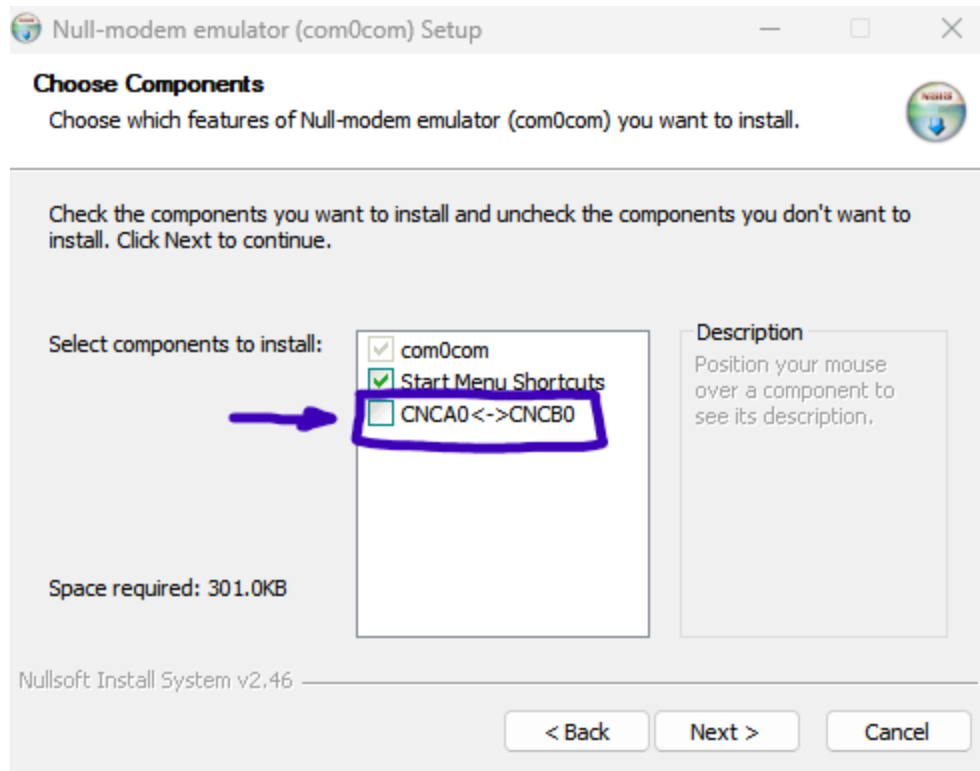 Null-modem emulator (com0com) Setup
Choose Components
Choose which features of Null-modem emulator (com0com) you want to install.
Check the components you want to install and uncheck the components you don't want to
install. Click Next to continue.
Select components to install:
com0com
Start Menu Shortcuts
CNCA0<->CNCB0
Description
Position your mouse
over a component to
see its description.
Space required: 301.0KB
Nullsoft Install System v2.46
< Back
Next >
Cancel